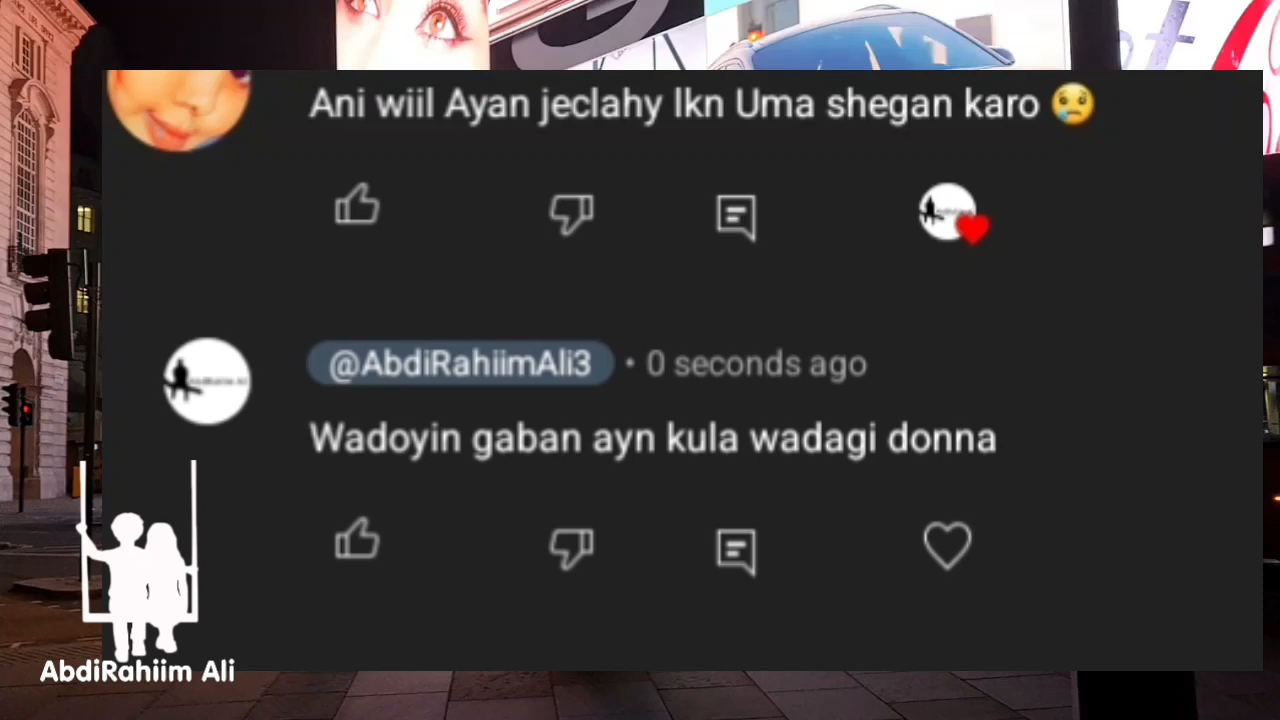 Ani wiil Ayan jeclahy lkn Uma shegan karo 😢
@AbdiRahiimAli3 • 0 seconds ago
Wadoyin gaban ayn kula wadagi donna
AbdiRahiim Ali